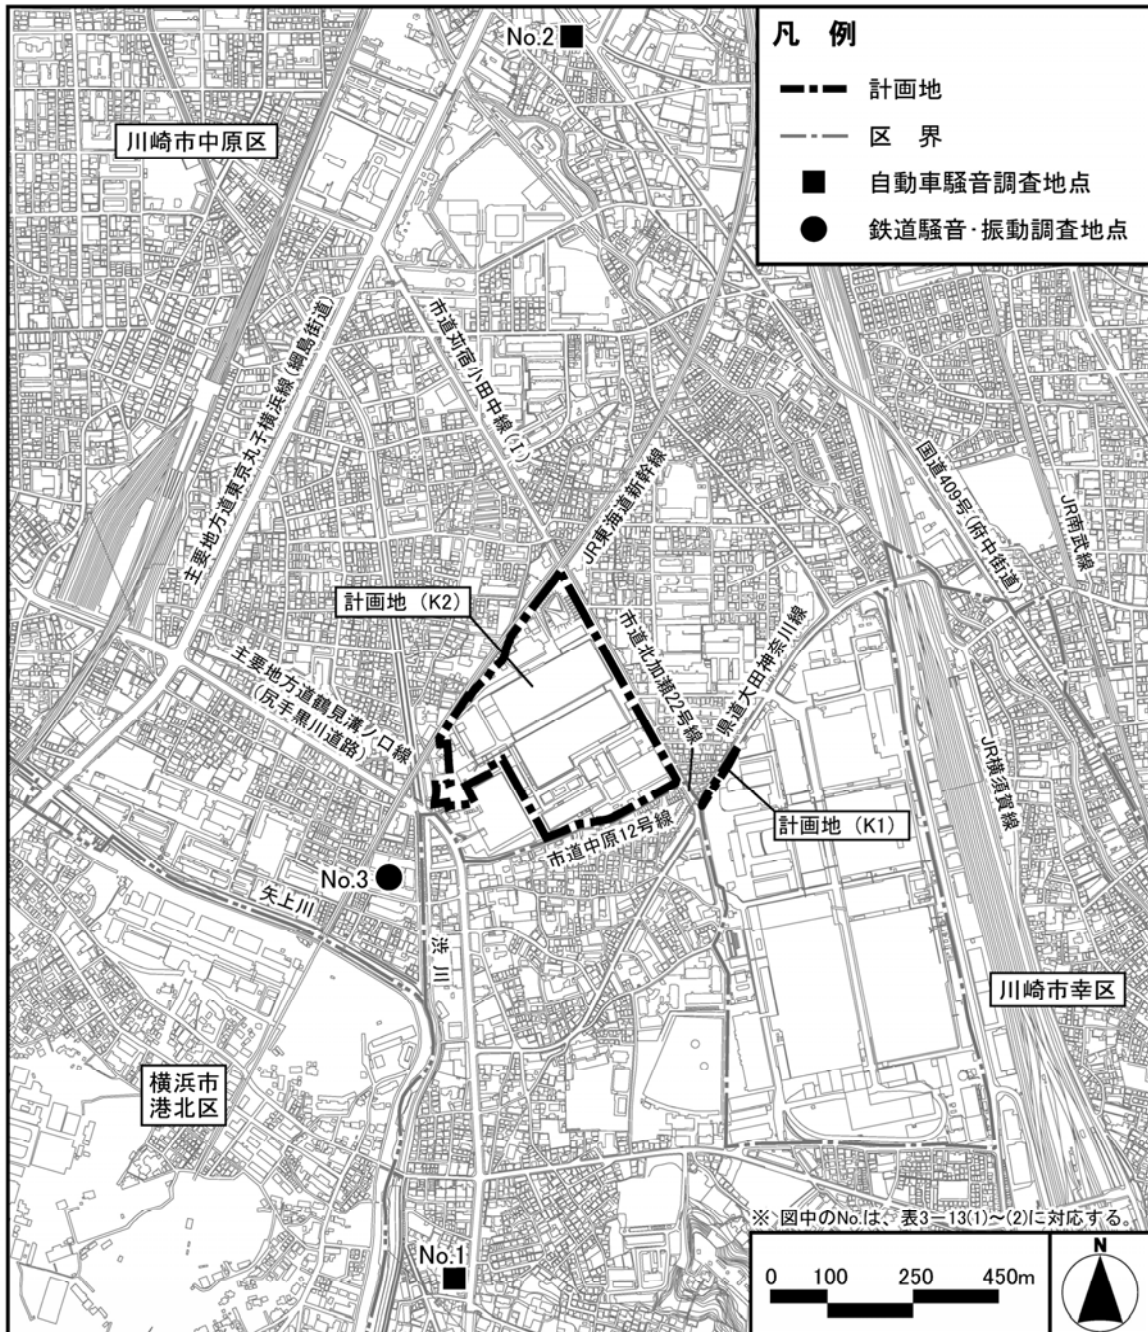 No.2
凡　例
計画地
区　界
自動車騒音調査地点
鉄道騒音・振動調査地点
川崎市中原区
主要地方道東京丸子横浜線(綱島街道)
市道苅宿小田中線(Ⅰ)
JR東海道新幹線
国道409号(府中街道)
JR南武線
計画地（K2）
市道北加瀬22号線
県道大田神奈川線
主要地方道鶴見溝ノ口線
(尻手黒川道路)
JR横須賀線
計画地（K1）
市道中原12号線
No.3
矢上川
渋川
川崎市幸区
横浜市
港北区
※ 図中のNo.は、表3－13(1)～(2)に対応する。
No.1
0 100 250 450m
N